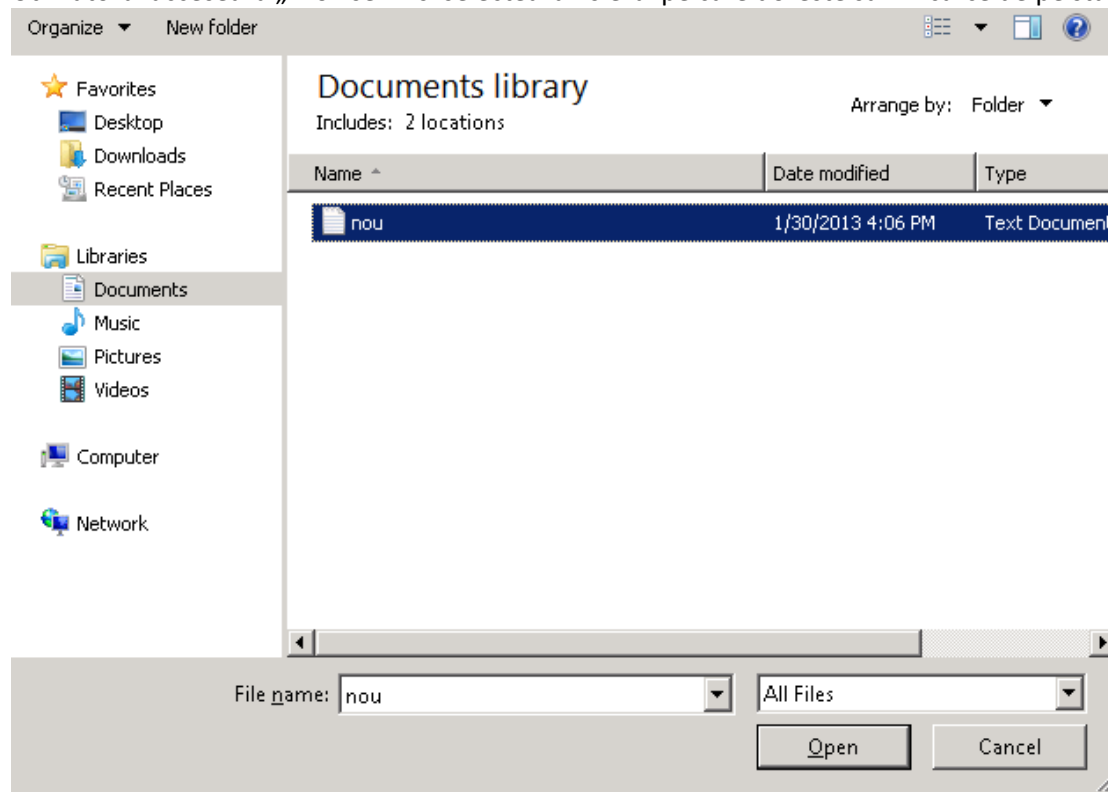 Organize New folder
Favorites
Desktop
Downloads
Recent Places
Libraries
Documents
Music
Pictures
Videos
Computer
Network
Documents library
Includes: 2 locations
Arrange by: Folder
Name Date modified Type
nou 1/30/2013 4:06 PM Text Document
File name: nou All Files
Open Cancel